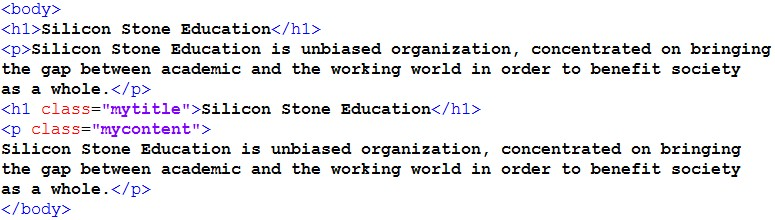 <body>
<h1>Silicon Stone Education</h1>
<p>Silicon Stone Education is unbiased organization, concentrated on bringing
the gap between academic and the working world in order to benefit society
as a whole.</p>
<h1 class="mytitle">Silicon Stone Education</h1>
<p class="mycontent">
Silicon Stone Education is unbiased organization, concentrated on bringing
the gap between academic and the working world in order to benefit society
as a whole.</p>
</body>